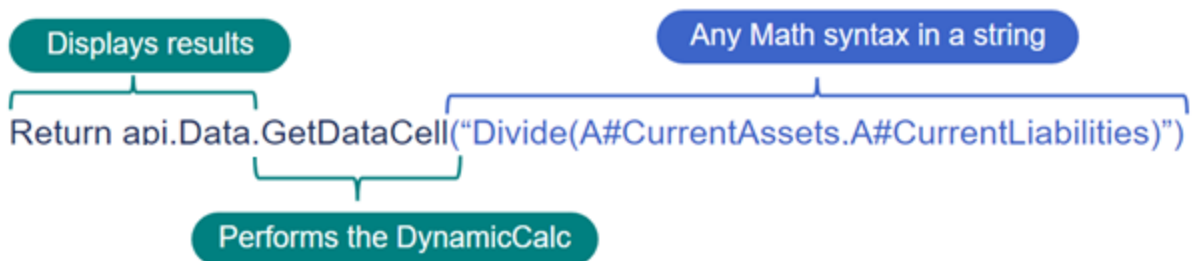 Displays results
Any Math syntax in a string
Return api.Data.GetDataCell(“Divide(A#CurrentAssets.A#CurrentLiabilities)”)
Performs the DynamicCalc